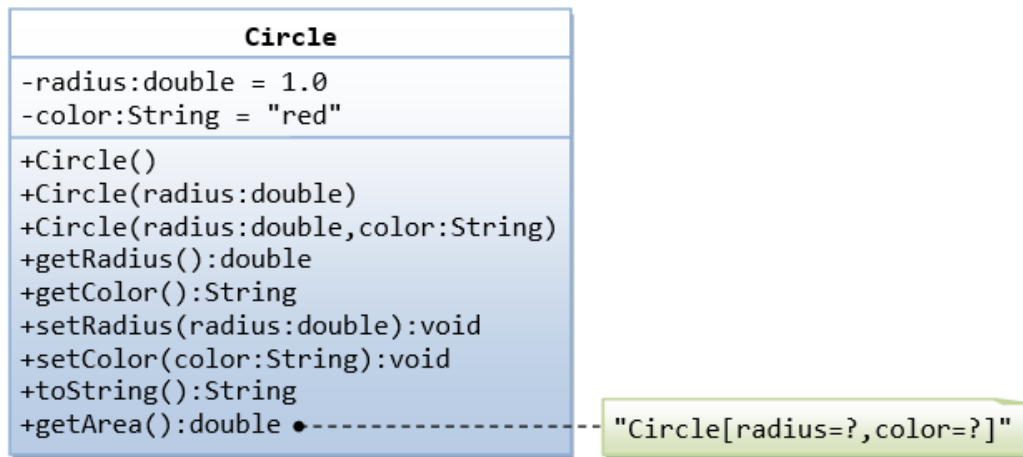 Circle
-radius:double = 1.0
-color:String = "red"
+Circle()
+Circle(radius:double)
+Circle(radius:double,color:String)
+getRadius():double
+getColor():String
+setRadius(radius:double):void
+setColor(color:String):void
+toString():String
+getArea():double
"Circle[radius=?,color=?]"